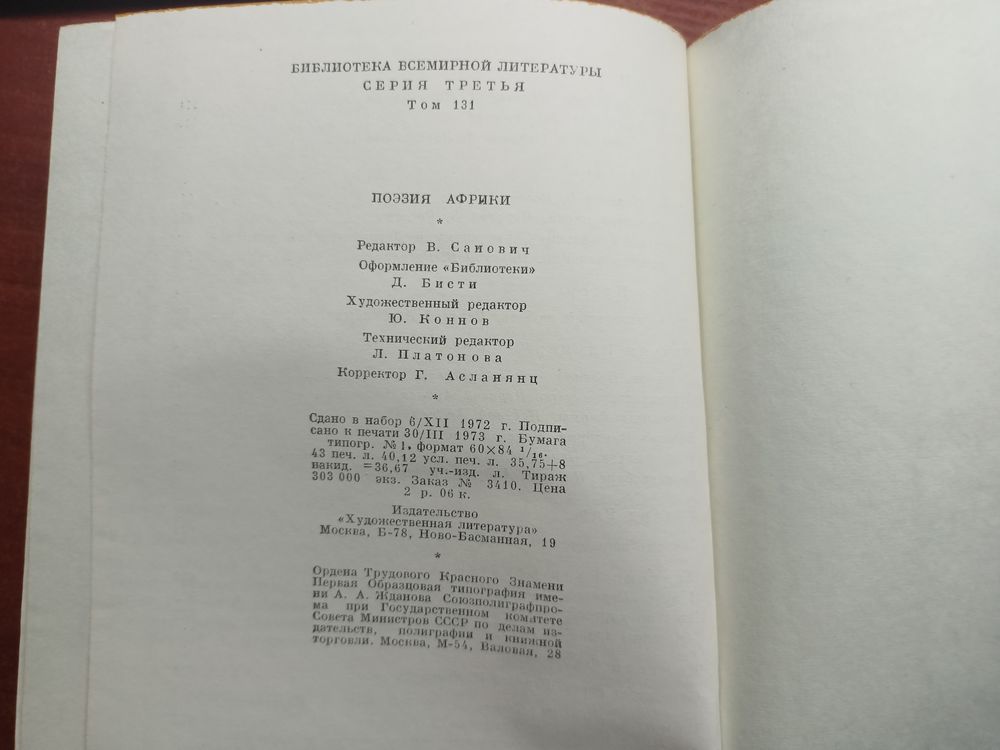 БИБЛИОТЕКА ВСЕМИРНОЙ ЛИТЕРАТУРЫ
СЕРИЯ ТРЕТЬЯ
Том 131
ПОЭЗИЯ АФРИКИ
*
Редактор В. Санович
Оформление «Библиотеки»
Д. Бисти
Художественный редактор
Ю. Коннов
Технический редактор
Л. Платонова
Корректор Г. Асланянц
*
Сдано в набор 6/XII 1972 г. Подпи-
сано к печати 30/III 1973 г. Бумага
типогр. № 1. формат 60×84 1/16.
43 печ. л. 40,12 усл. печ. л. 35,75+8
вакид. =36,67 уч.-изд. л. Тираж
303 000 экз. Заказ № 3410. Цена
2 р. 06 к.
Издательство
«Художественная литература»
Москва, Б-78, Ново-Басманная, 19
*
Ордена Трудового Красного Знамени
Первая Образцовая типография име-
ни А. А. Жданова Союзполиграфпро-
ма при Государственном комитете
Совета Министров СССР по делам из-
дательств, полиграфии и книжной
торговли. Москва, М-54, Валовая, 28